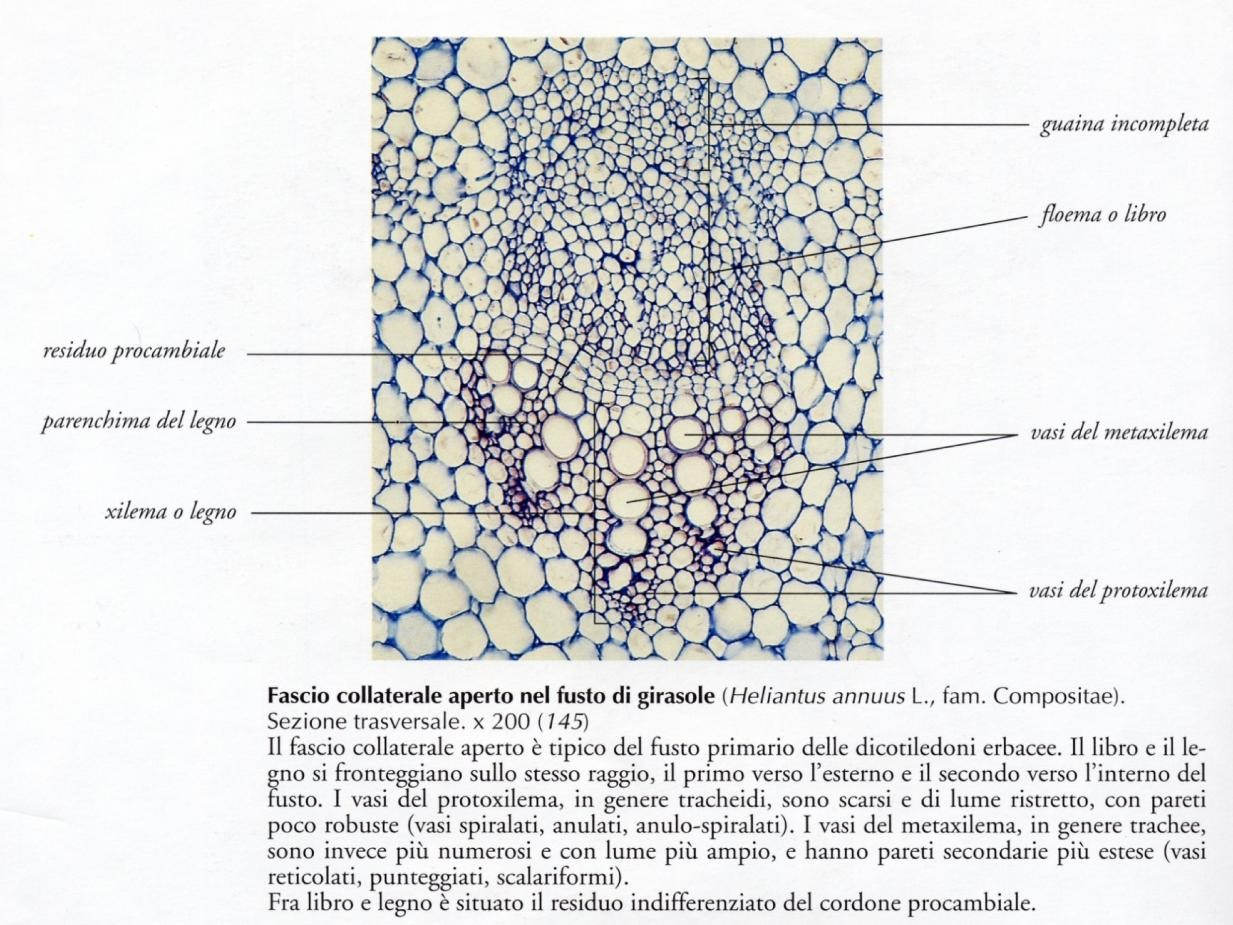 guaina incompleta
floema o libro
residuo procambiale
parenchima del legno
vasi del metaxilema
xilema o legno
vasi del protoxilema
Fascio collaterale aperto nel fusto di girasole (Heliantus annuus L., fam. Compositae).
Sezione trasversale. x 200 (145)
Il fascio collaterale aperto è tipico del fusto primario delle dicotiledoni erbacee. Il libro e il le-
gno si fronteggiano sullo stesso raggio, il primo verso l'esterno e il secondo verso l'interno del
fusto. I vasi del protoxilema, in genere tracheidi, sono scarsi e di lume ristretto, con pareti
poco robuste (vasi spiralati, anulati, anulo-spiralati). I vasi del metaxilema, in genere trachee,
sono invece più numerosi e con lume più ampio, e hanno pareti secondarie più estese (vasi
reticolati, punteggiati, scalariformi).
Fra libro e legno è situato il residuo indifferenziato del cordone procambiale.